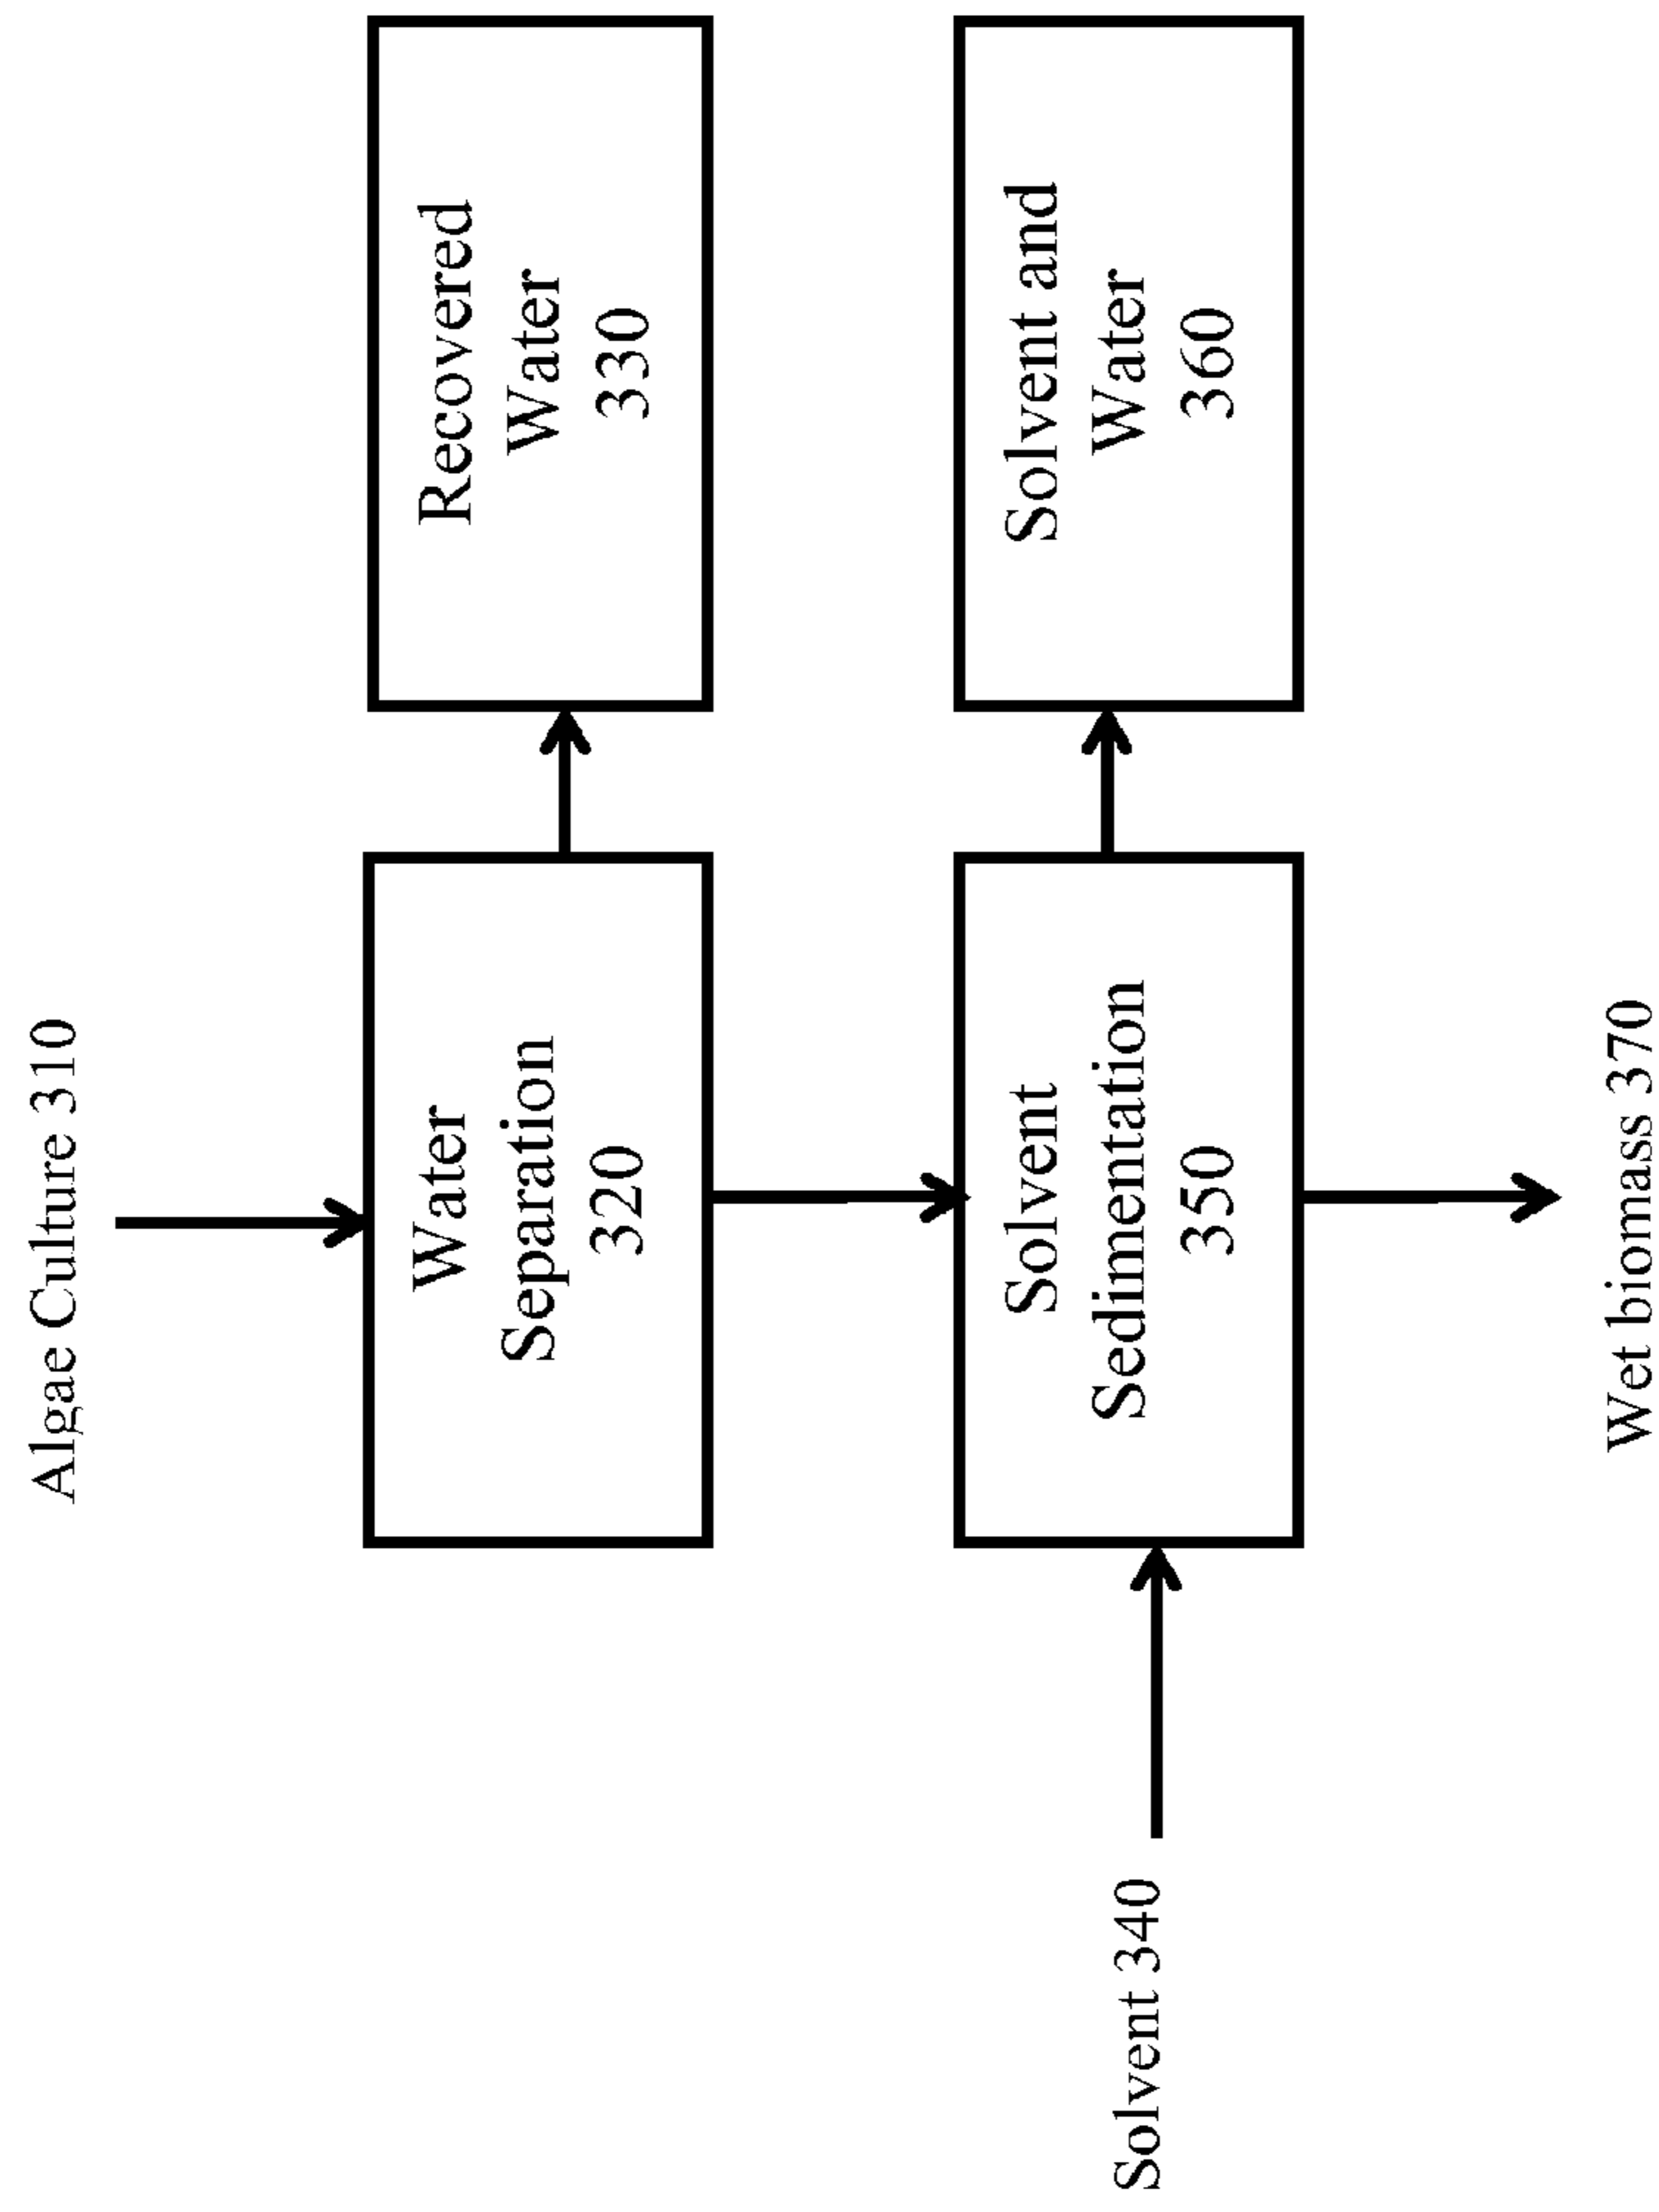 Algae Culture 310
Water
Separation
320
Recovered
Water
330
Solvent 340
Solvent
Sedimentation
350
Solvent and
Water
360
Wet biomass 370